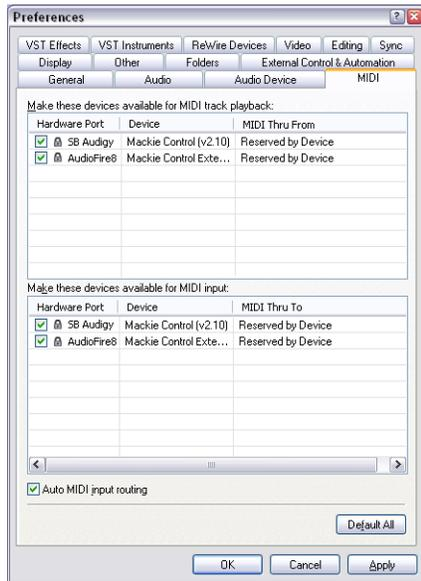 Preferences
VST Effects VST Instruments ReWire Devices Video Editing Sync
Display Other Folders External Control & Automation
General Audio Audio Device MIDI
Make these devices available for MIDI track playback:
Hardware Port Device MIDI Thru From
SB Audigy Mackie Control (v2.10) Reserved by Device
AudioFire8 Mackie Control Exte... Reserved by Device
Make these devices available for MIDI input:
Hardware Port Device MIDI Thru To
SB Audigy Mackie Control (v2.10) Reserved by Device
AudioFire8 Mackie Control Exte... Reserved by Device
Auto MIDI input routing
Default All
OK Cancel Apply